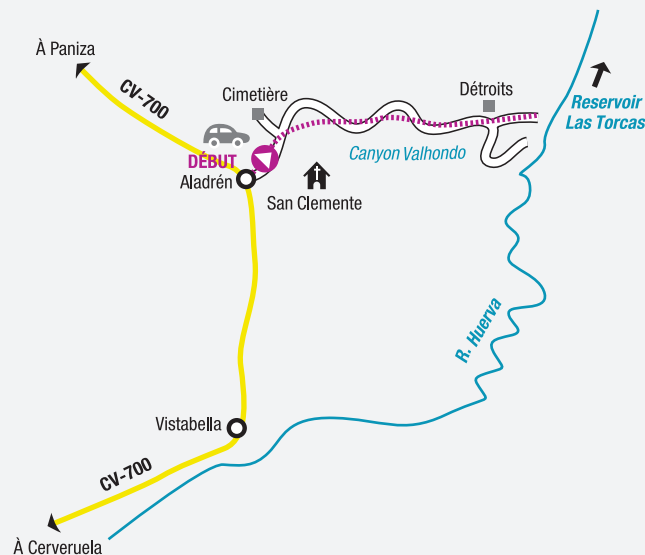 À Paniza
CV-700
Cimetière
Détroits
Reservoir
Las Torcas
DÉBUT
Canyon Valhondo
Aladrén
San Clemente
R. Huerva
Vistabella
CV-700
À Cerveruela